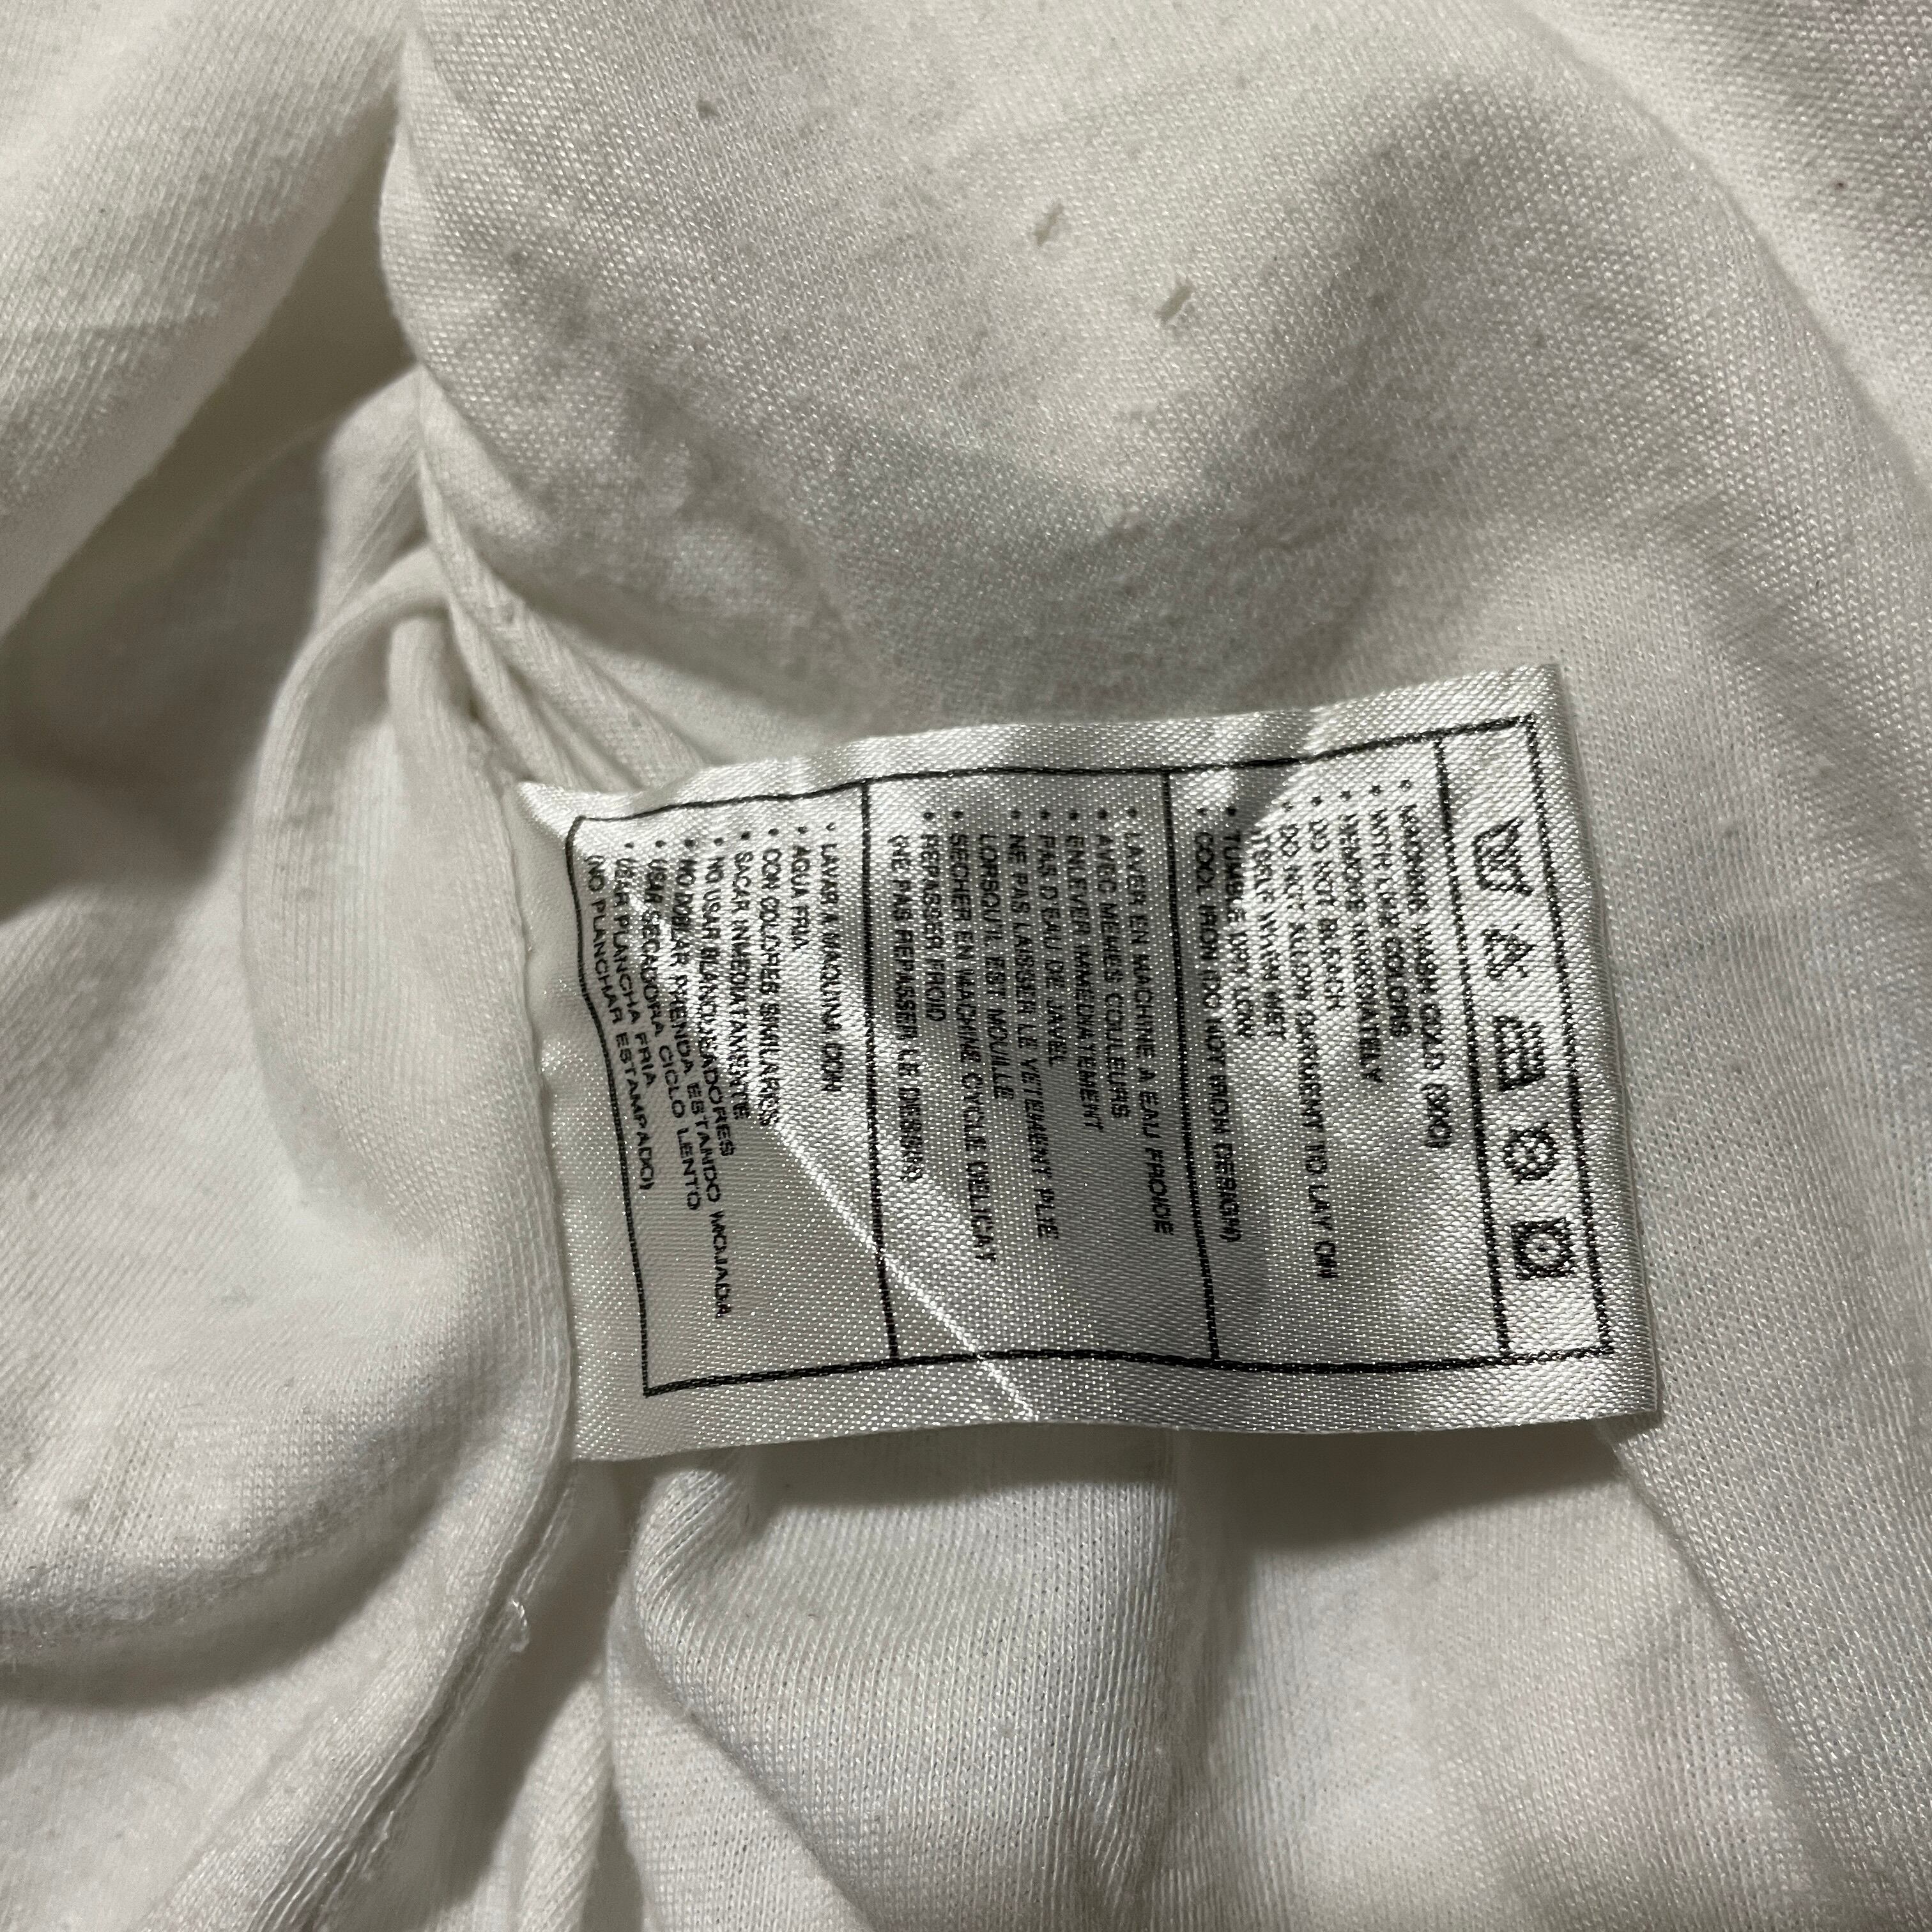 • MACHINE WASH COLD (30C)
• WITH LIKE COLORS
• REMOVE IMMEDIATELY
• DO NOT BLEACH
• DO NOT ALLOW GARMENT TO LAY ON
ITSELF WHEN WET
• TUMBLE DRY LOW
• COOL IRON (DO NOT IRON DESIGN)
• LAVER EN MACHINE A EAU FROIDE
• AVEC MEMES COULEURS
• ENLEVER IMMEDIATEMENT
• PAS D'EAU DE JAVEL
• NE PAS LAISSER LE VETEMENT PLIE
LORSQU'IL EST MOUILLE
• SECHER EN MACHINE CYCLE DELICAT
• REPASSER FROID
(NE PAS REPASSER LE DESSIN)
• LAVAR A MAQUINA CON
• AGUA FRIA
• CON COLORES SIMILARES
• SACAR INMEDIATAMENTE
• NO USAR BLANQUEADORES
• NO DOBLAR PRENDA ESTANDO MOJADA
• USAR SECADORA CICLO LENTO
• USAR PLANCHA FRIA
(NO PLANCHAR ESTAMPADO)